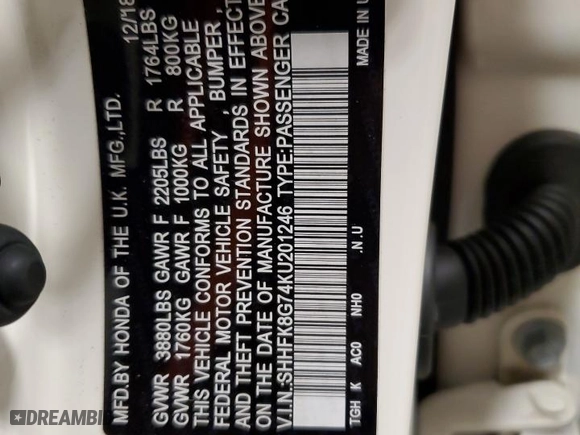 MFD.BY HONDA OF THE U.K. MFG.,LTD. 12/18
GVWR 3880LBS GAWR F 2205LBS R 1764LBS
GVWR 1760KG GAWR F 1000KG R 800KG
THIS VEHICLE CONFORMS TO ALL APPLICABLE
FEDERAL MOTOR VEHICLE SAFETY , BUMPER ,
AND THEFT PREVENTION STANDARDS IN EFFECT
ON THE DATE OF MANUFACTURE SHOWN ABOVE
V.I.N.:SHHFK8G74KU201246 TYPE:PASSENGER CA
TGH K AC0 NH0 .N.U MADE IN U
DREAMBI